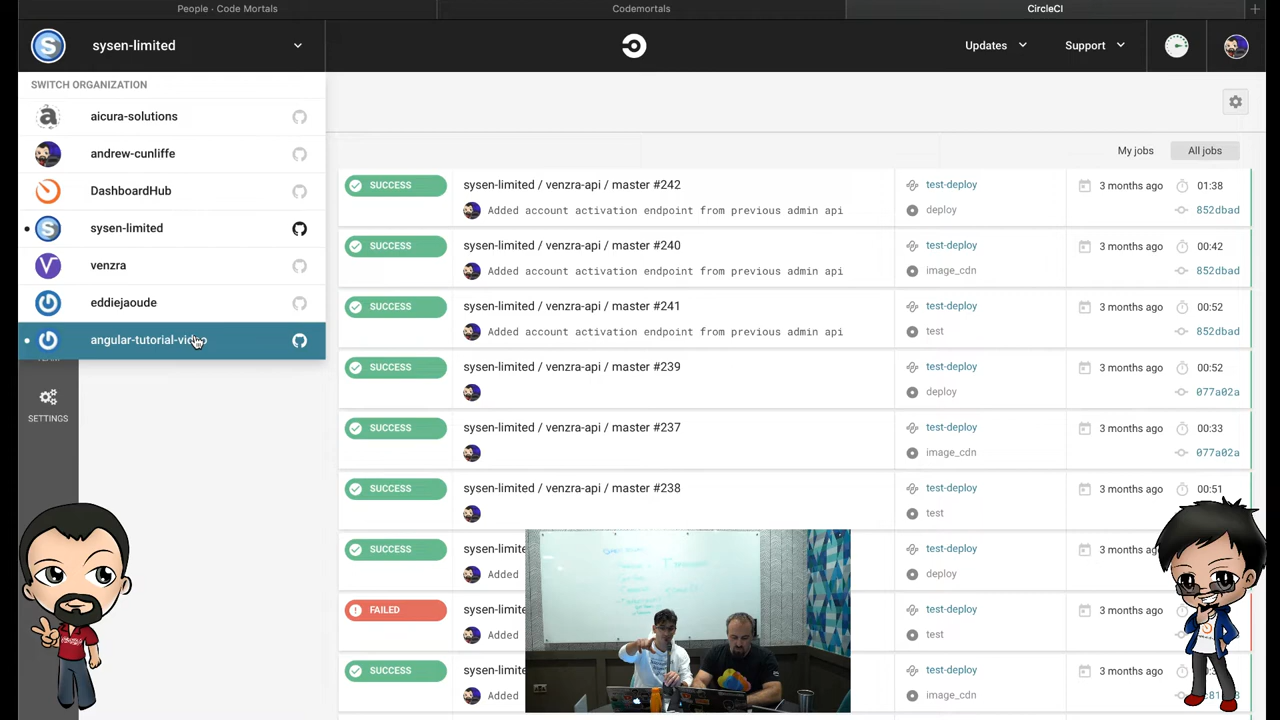 People · Code Mortals
Codemortals
CircleCI
sysen-limited
Updates
Support
SWITCH ORGANIZATION
aicura-solutions
andrew-cunliffe
DashboardHub
sysen-limited
venzra
eddiejaoude
angular-tutorial-video
SETTINGS
My jobs
All jobs
SUCCESS
sysen-limited / venzra-api / master #242
test-deploy
3 months ago
01:38
Added account activation endpoint from previous admin api
deploy
852dbad
SUCCESS
sysen-limited / venzra-api / master #240
test-deploy
3 months ago
00:42
Added account activation endpoint from previous admin api
image_cdn
852dbad
SUCCESS
sysen-limited / venzra-api / master #241
test-deploy
3 months ago
00:52
Added account activation endpoint from previous admin api
test
852dbad
SUCCESS
sysen-limited / venzra-api / master #239
test-deploy
3 months ago
00:52
deploy
077a02a
SUCCESS
sysen-limited / venzra-api / master #237
test-deploy
3 months ago
00:33
image_cdn
077a02a
SUCCESS
sysen-limited / venzra-api / master #238
test-deploy
3 months ago
00:51
test
SUCCESS
sysen-limite
test-deploy
3 months ago
Added
deploy
FAILED
sysen-limite
test-deploy
3 months ago
Added
test
SUCCESS
sysen-limite
test-deploy
3 months ago
Added
image_cdn